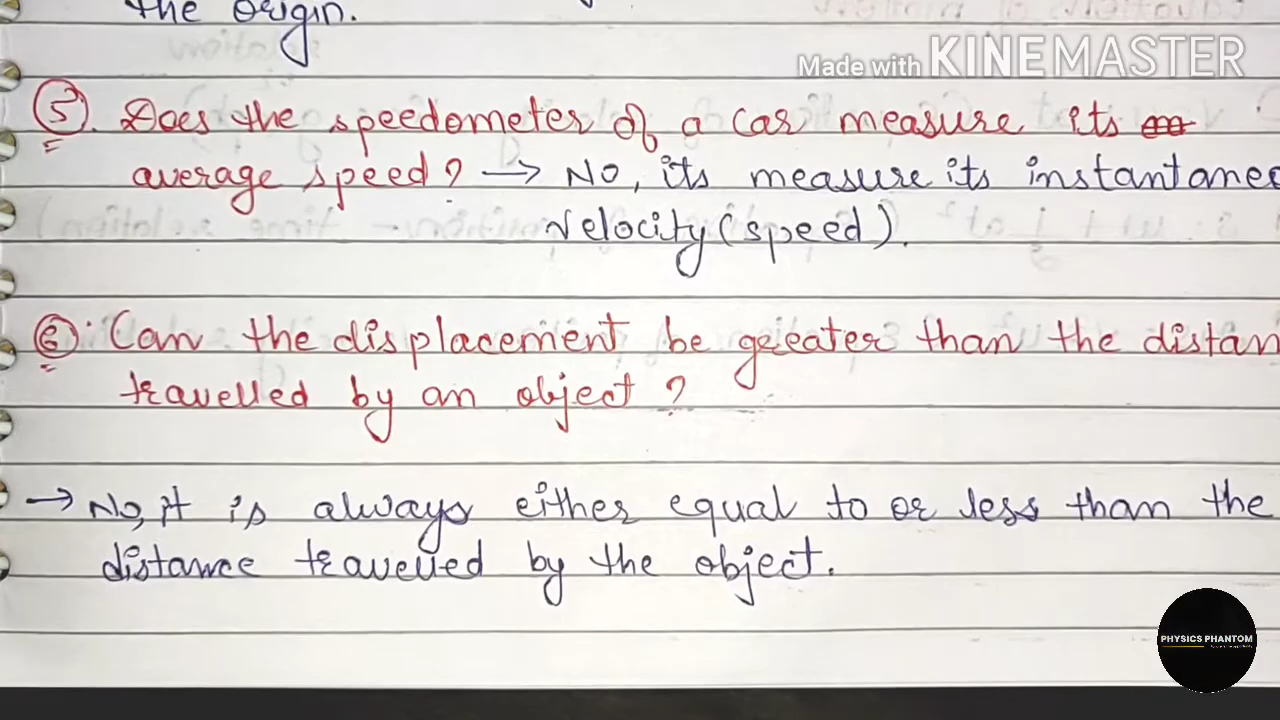 the origin.
Made with KINEMASTER
5. Does the speedometer of a car measure its
average speed? → No, its measure its instantane
velocity (speed).
6. Can the displacement be greater than the distan
travelled by an object?
→ No, it is always either equal to or less than the
distance travelled by the object.
PHYSICS PHANTOM